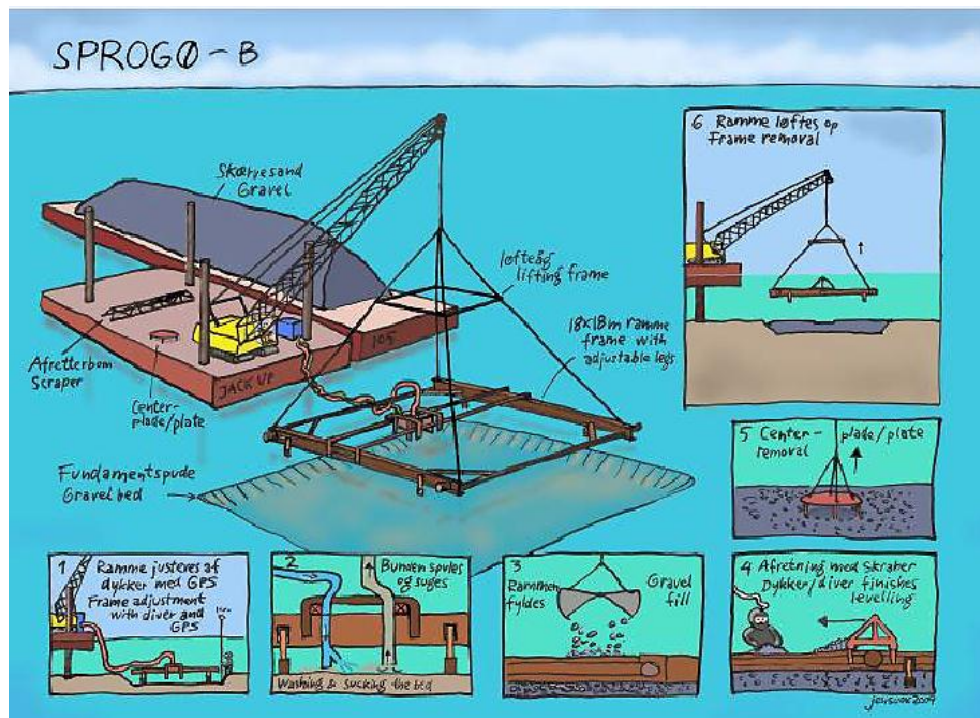 SPROGØ - B
Skærvesand
Gravel
løfteåg
lifting frame
18x18m ramme
frame with
adjustable legs
Afretterbom
Scraper
Center-
plade/plate
JACK UP
105
Fundamentspude
Gravel bed
1 Ramme justeres af
dykker med GPS
Frame adjustment
with diver and
GPS
2 Bunden spules
og suges
Washing & sucking the bed
3 Rammen
fyldes
Gravel
fill
4 Afretning med Skraber
Dykker/diver finishes
levelling
5 Center- plade/plate
removal
6 Ramme løftes op
Frame removal